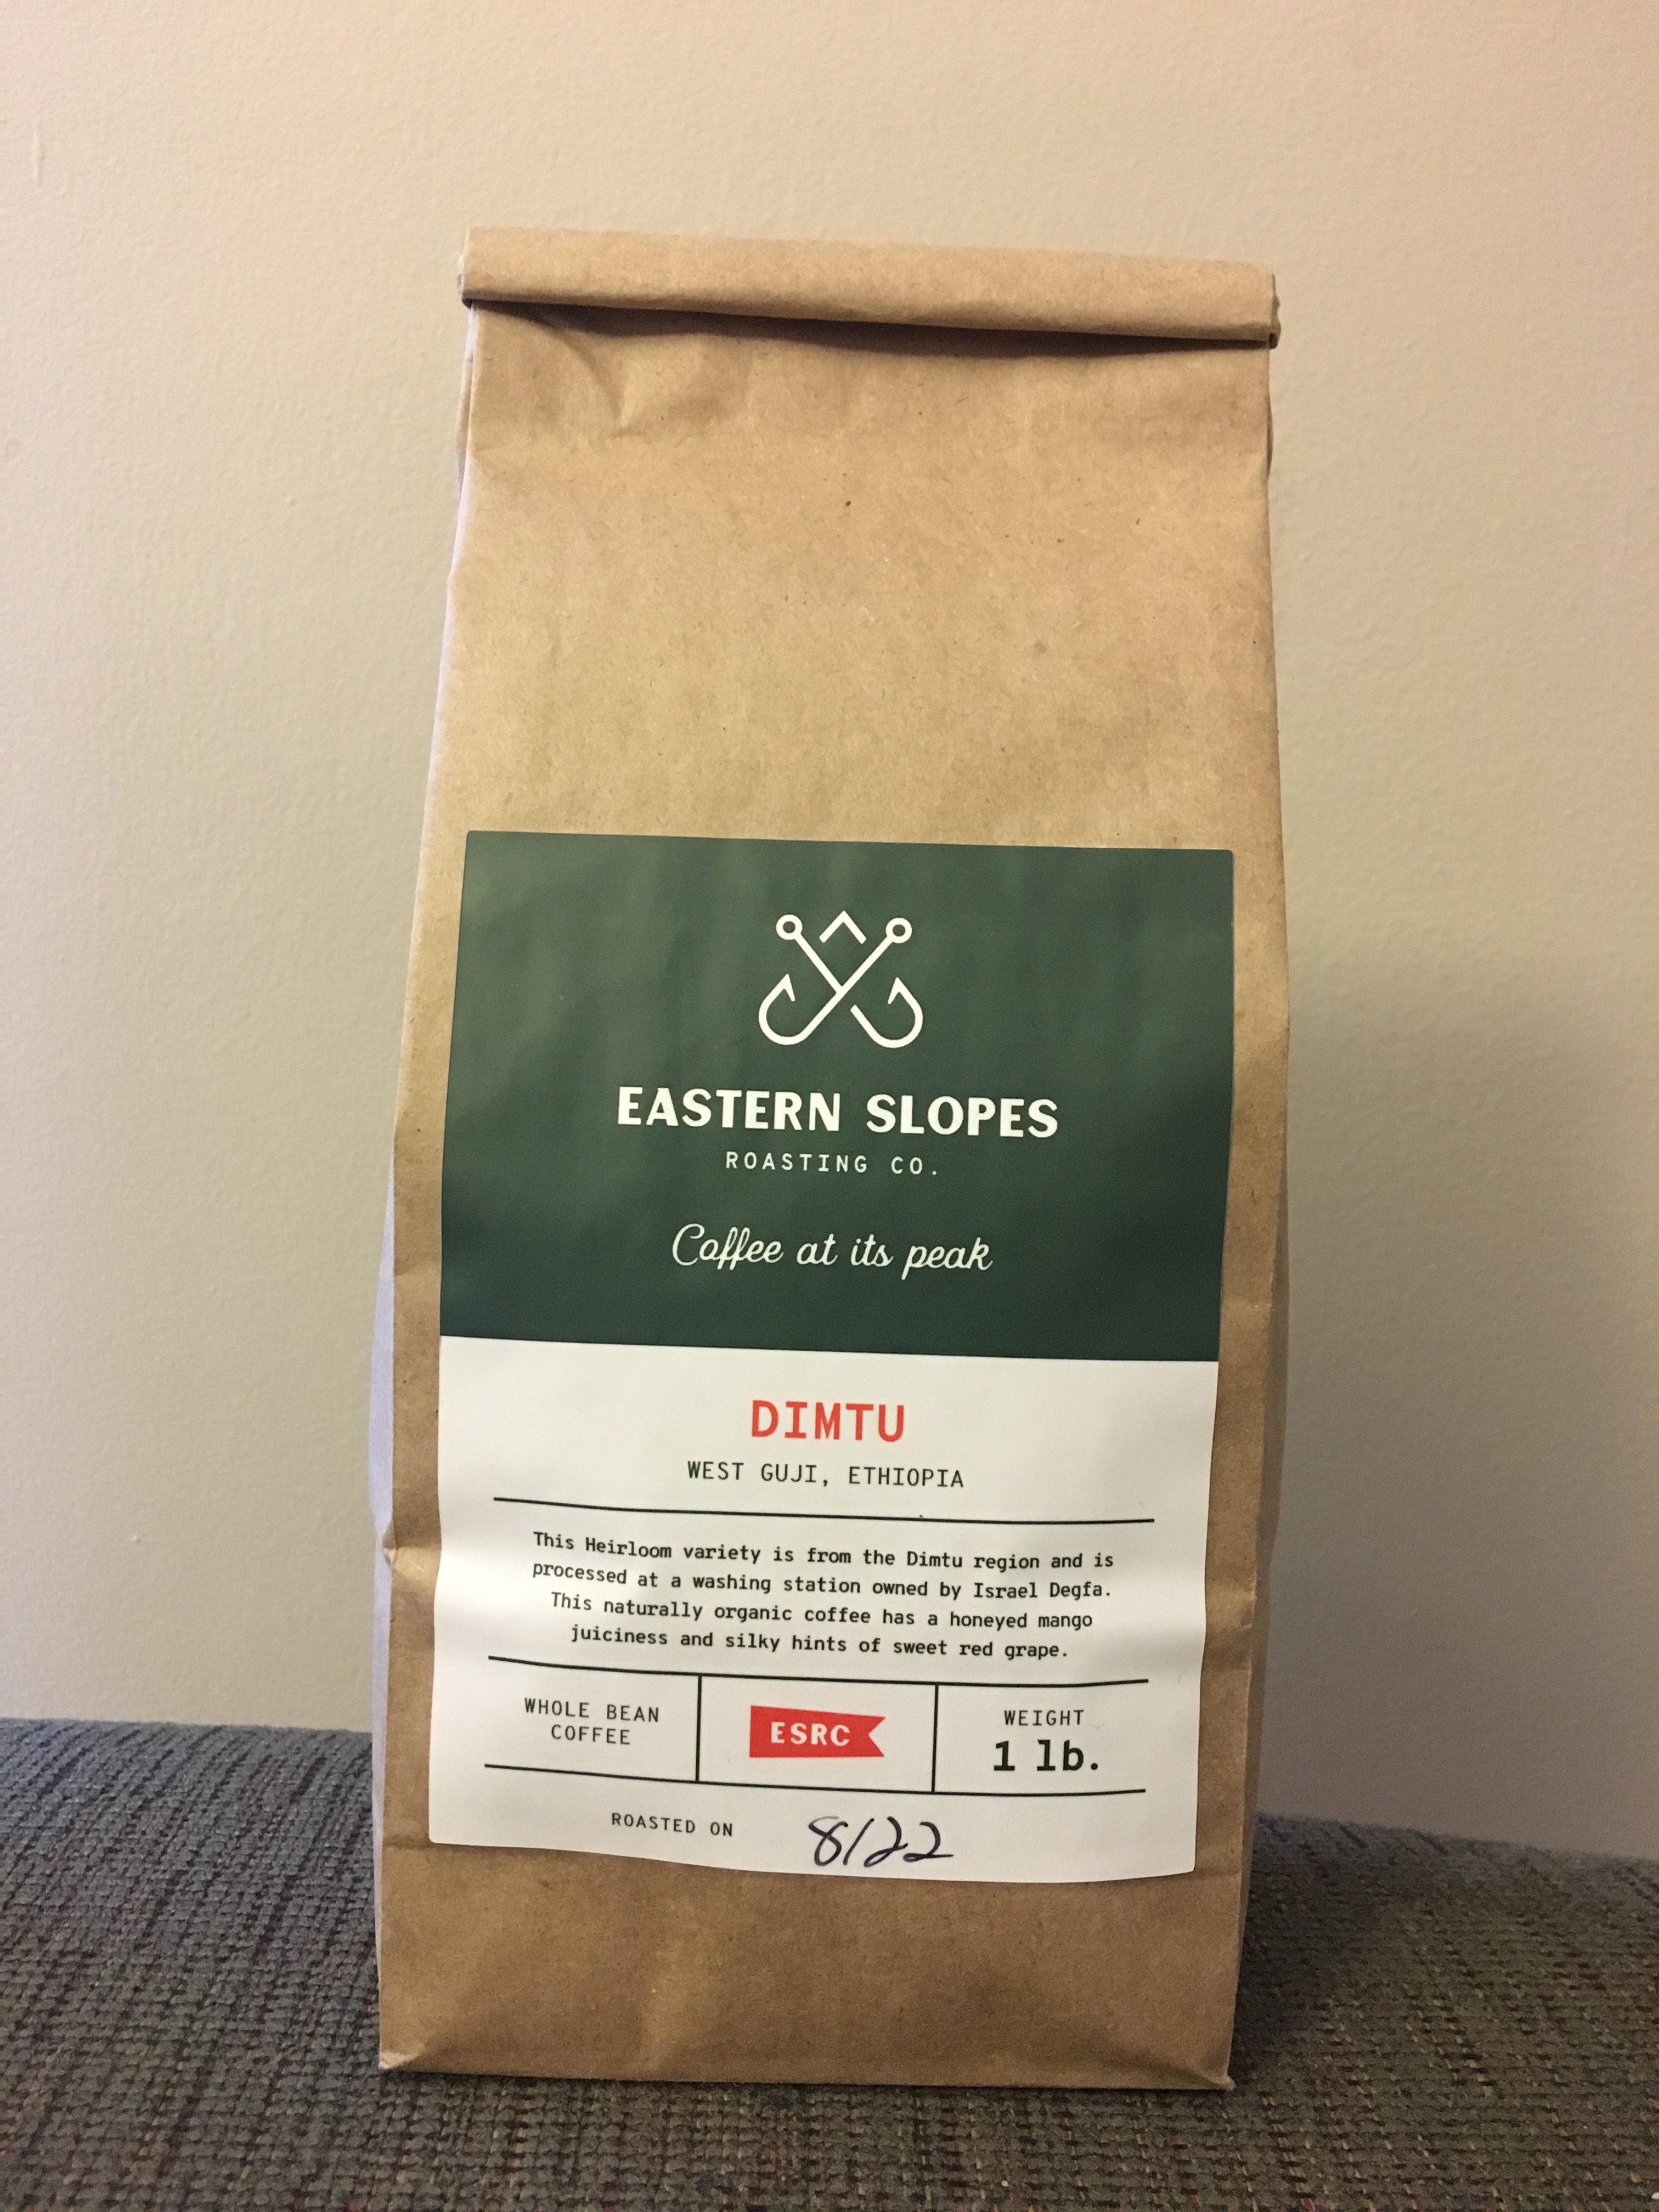 EASTERN SLOPES
ROASTING CO.
Coffee at its peak
DIMTU
WEST GUJI, ETHIOPIA
This Heirloom variety is from the Dimtu region and is
processed at a washing station owned by Israel Degfa.
This naturally organic coffee has a honeyed mango
juiciness and silky hints of sweet red grape.
WHOLE BEAN
COFFEE
ESRC
WEIGHT
1 lb.
ROASTED ON 8/22